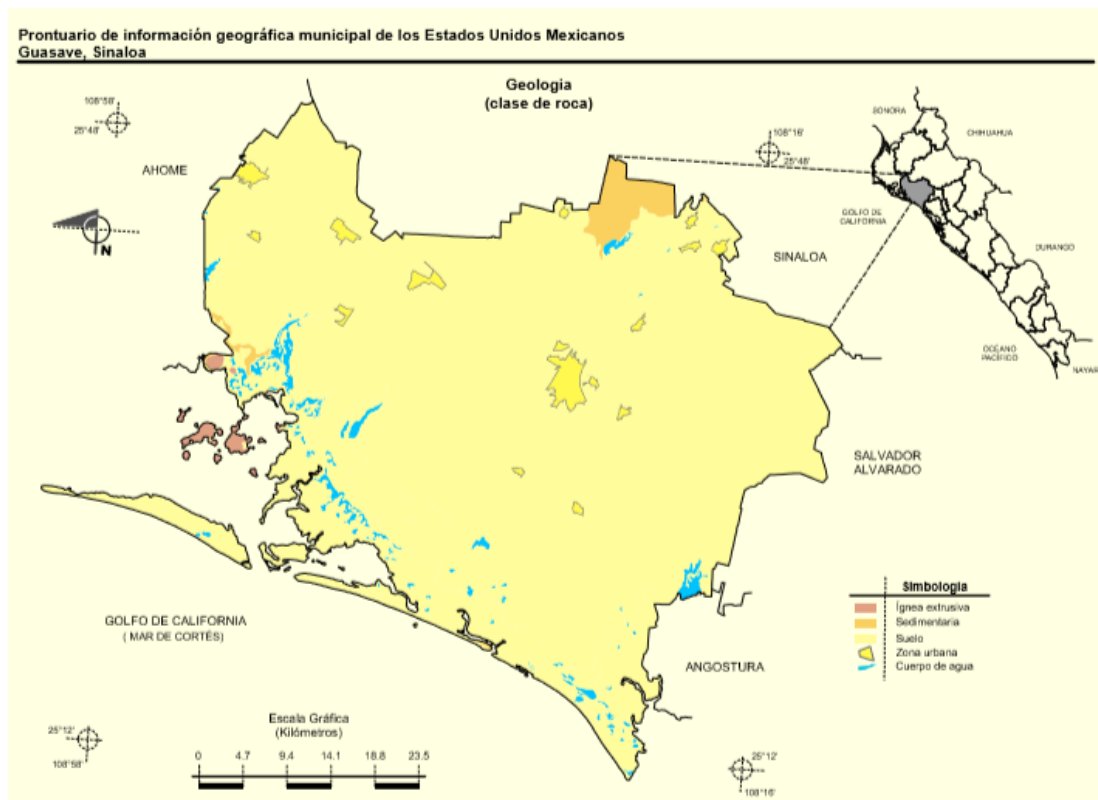 Prontuario de información geográfica municipal de los Estados Unidos Mexicanos
Guasave, Sinaloa
Geologia
(clase de roca)
108°58'
25°48'
AHOME
N
108°16'
25°48'
SONORA
CHIHUAHUA
GOLFO DE
CALIFORNIA
DURANGO
OCÉANO
PACÍFICO
NAYAR
SINALOA
SALVADOR
ALVARADO
GOLFO DE CALIFORNIA
( MAR DE CORTÉS)
ANGOSTURA
Simbologia
Ígnea extrusiva
Sedimentaria
Suelo
Zona urbana
Cuerpo de agua
25°12'
108°58'
Escala Gráfica
(Kilómetros)
0 4.7 9.4 14.1 18.8 23.5
25°12'
108°16'